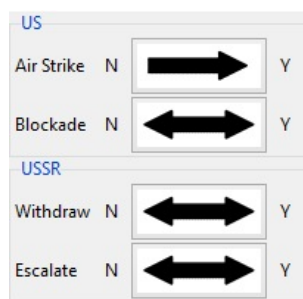 US
Air Strike N Y
Blockade N Y
USSR
Withdraw N Y
Escalate N Y